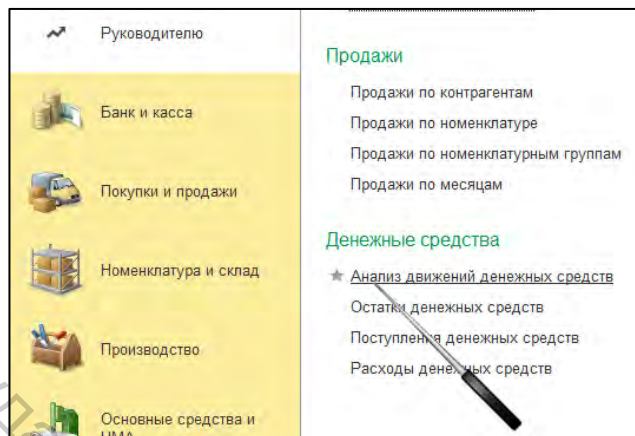 Руководителю
Банк и касса
Покупки и продажи
Номенклатура и склад
Производство
Основные средства и
НМА
Продажи
Продажи по контрагентам
Продажи по номенклатуре
Продажи по номенклатурным группам
Продажи по месяцам
Денежные средства
Анализ движений денежных средств
Остатки денежных средств
Поступления денежных средств
Расходы денежных средств